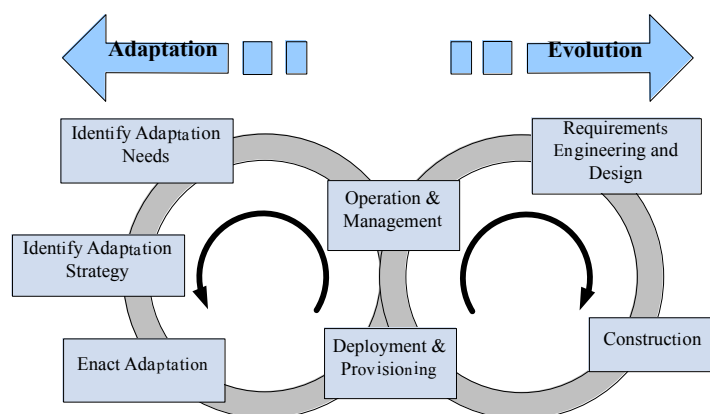 Adaptation
Evolution
Identify Adaptation
Needs
Requirements
Engineering and
Design
Operation &
Management
Identify Adaptation
Strategy
Enact Adaptation
Deployment &
Provisioning
Construction